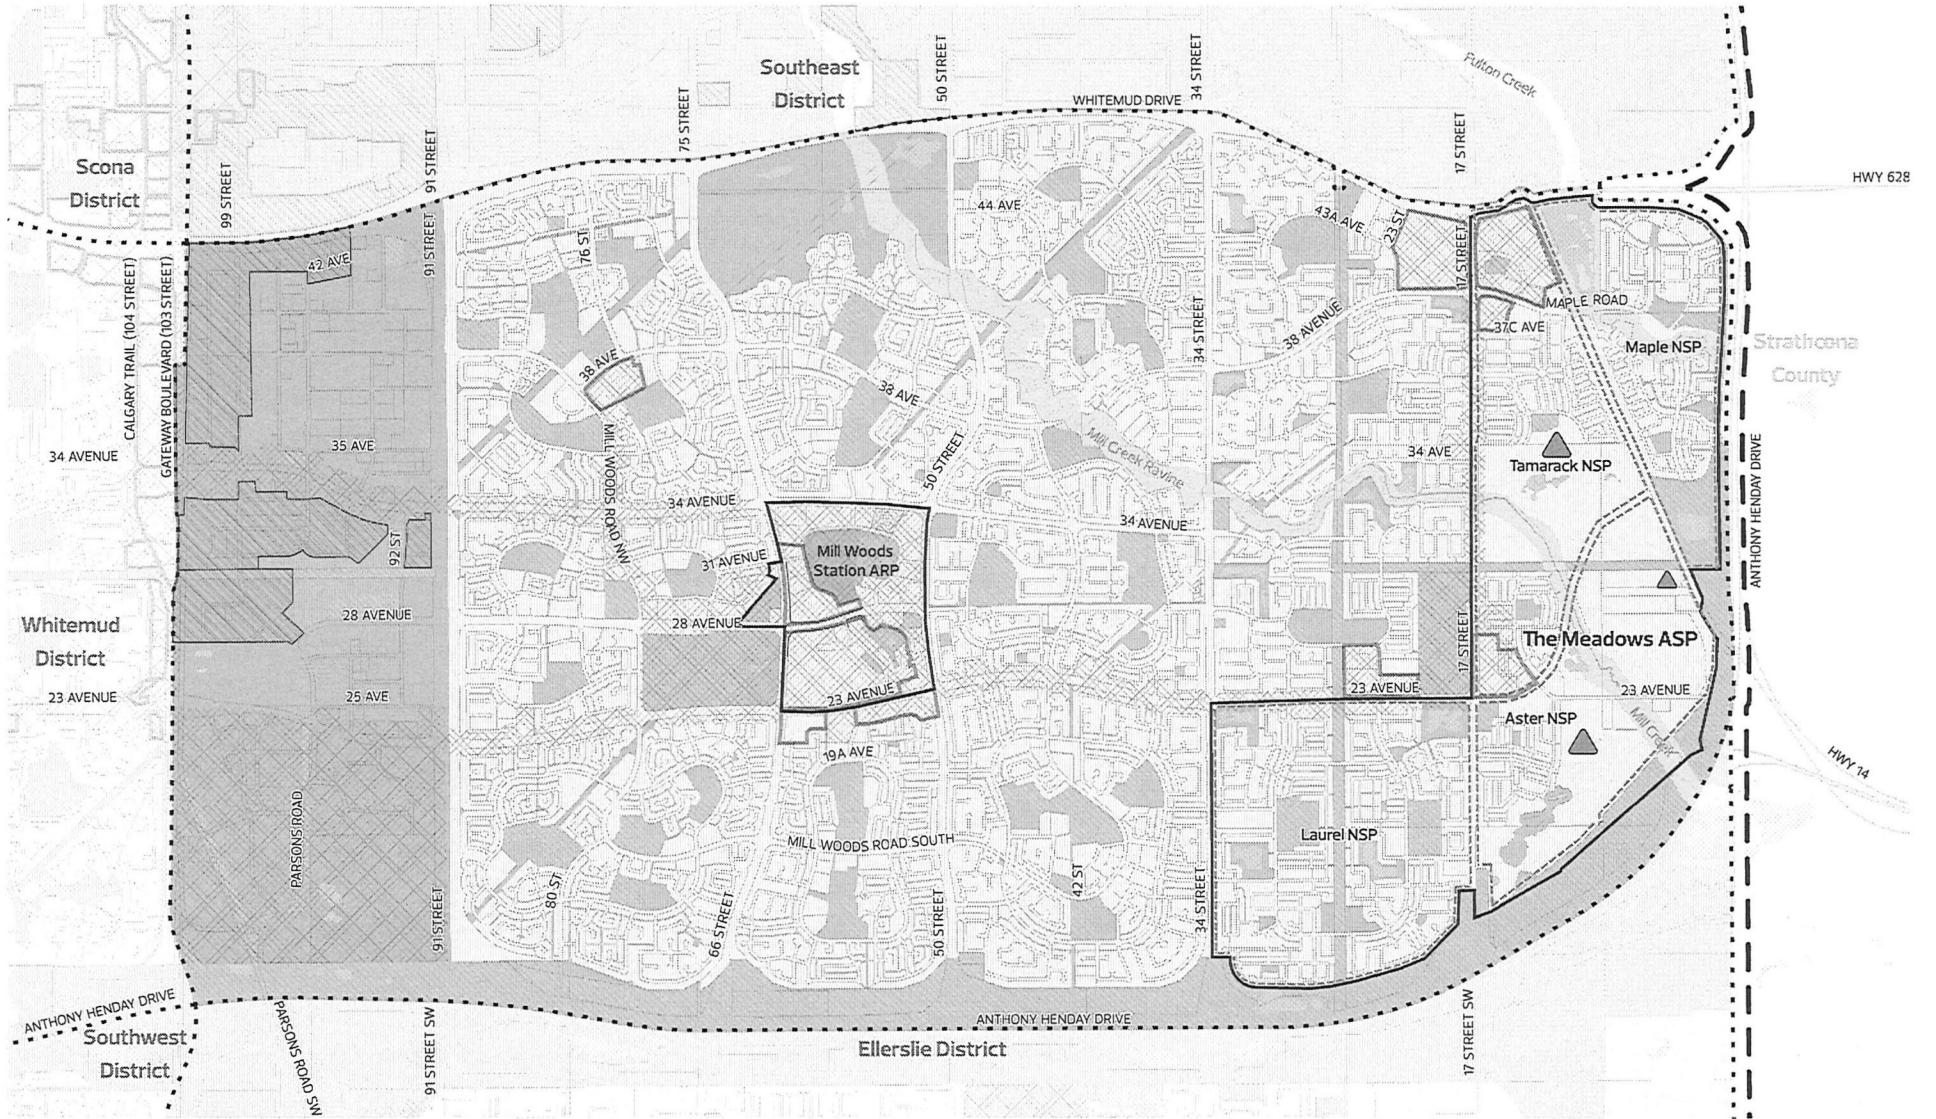 Southeast
District
50 STREET
34 STREET
Fulton Creek
WHITEMUD DRIVE
75 STREET
17 STREET
91 STREET
Scona
District
99 STREET
HWY 628
44 AVE
43A AVE
23 ST
91 STREET
76 ST
17 STREET
42 AVE
CALGARY TRAIL (104 STREET)
GATEWAY BOULEVARD (103 STREET)
MAPLE ROAD
34 STREET
38 AVENUE
37C AVE
Maple NSP
Strathcona
County
38 AVE
38 AVE
MILL WOODS ROAD NW
50 STREET
Mill Creek Ravine
34 AVENUE
35 AVE
34 AVE
Tamarack NSP
ANTHONY HENDAY DRIVE
34 AVENUE
34 AVENUE
92 ST
31 AVENUE
Mill Woods
Station ARP
28 AVENUE
28 AVENUE
Whitemud
District
17 STREET
The Meadows ASP
23 AVENUE
25 AVE
23 AVENUE
23 AVENUE
23 AVENUE
Aster NSP
Mill Creek
19A AVE
HWY 14
PARSONS ROAD
MILL WOODS ROAD SOUTH
Laurel NSP
80 ST
42 ST
91 STREET
66 STREET
50 STREET
34 STREET
ANTHONY HENDAY DRIVE
Southwest
District
PARSONS ROAD SW
91 STREET SW
ANTHONY HENDAY DRIVE
17 STREET SW
Ellerslie District